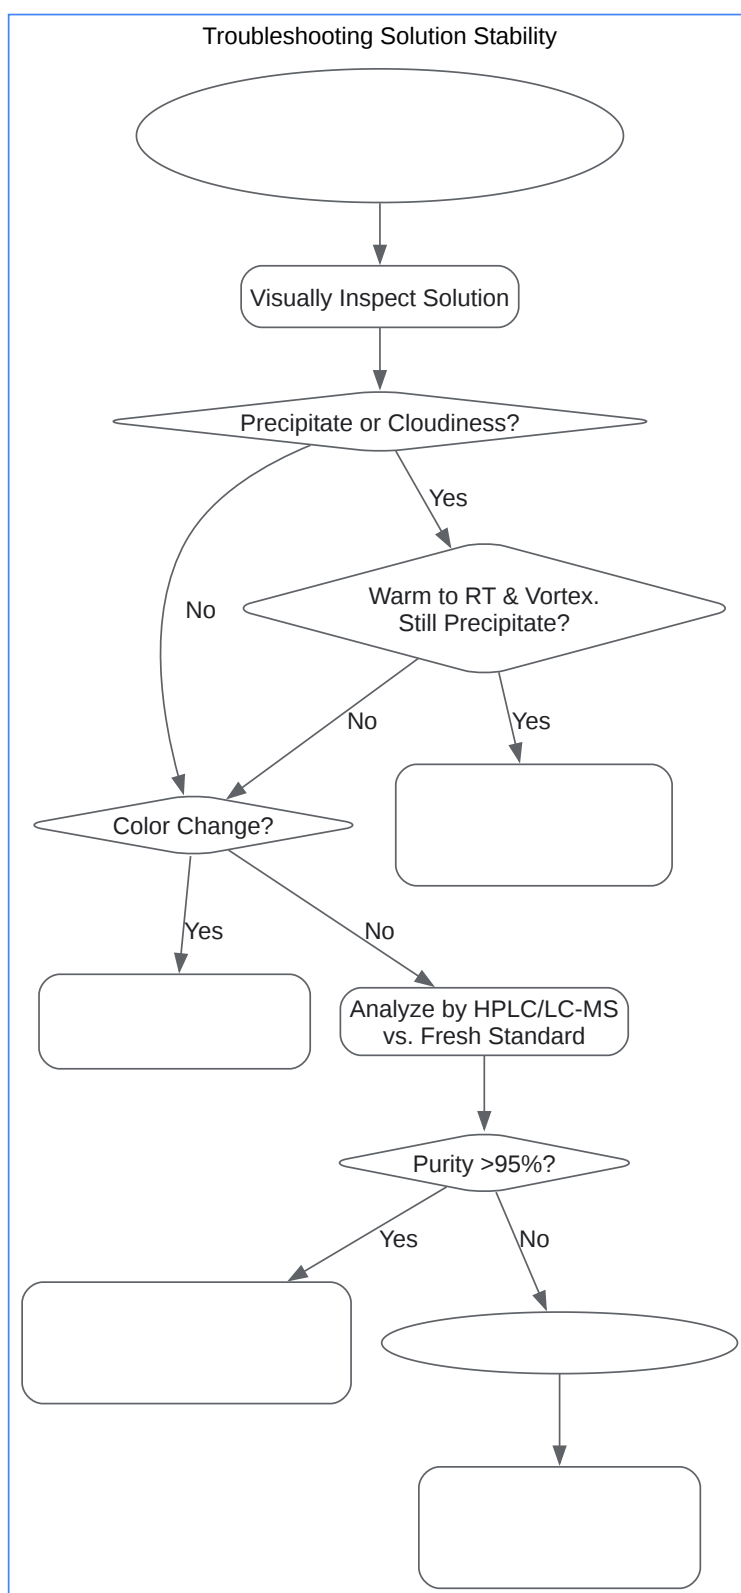 Troubleshooting Solution Stability
Visually Inspect Solution
Precipitate or Cloudiness?
Yes
Warm to RT & Vortex.
Still Precipitate?
No
No
Yes
Color Change?
Yes
No
Analyze by HPLC/LC-MS
vs. Fresh Standard
Purity >95%?
Yes
No